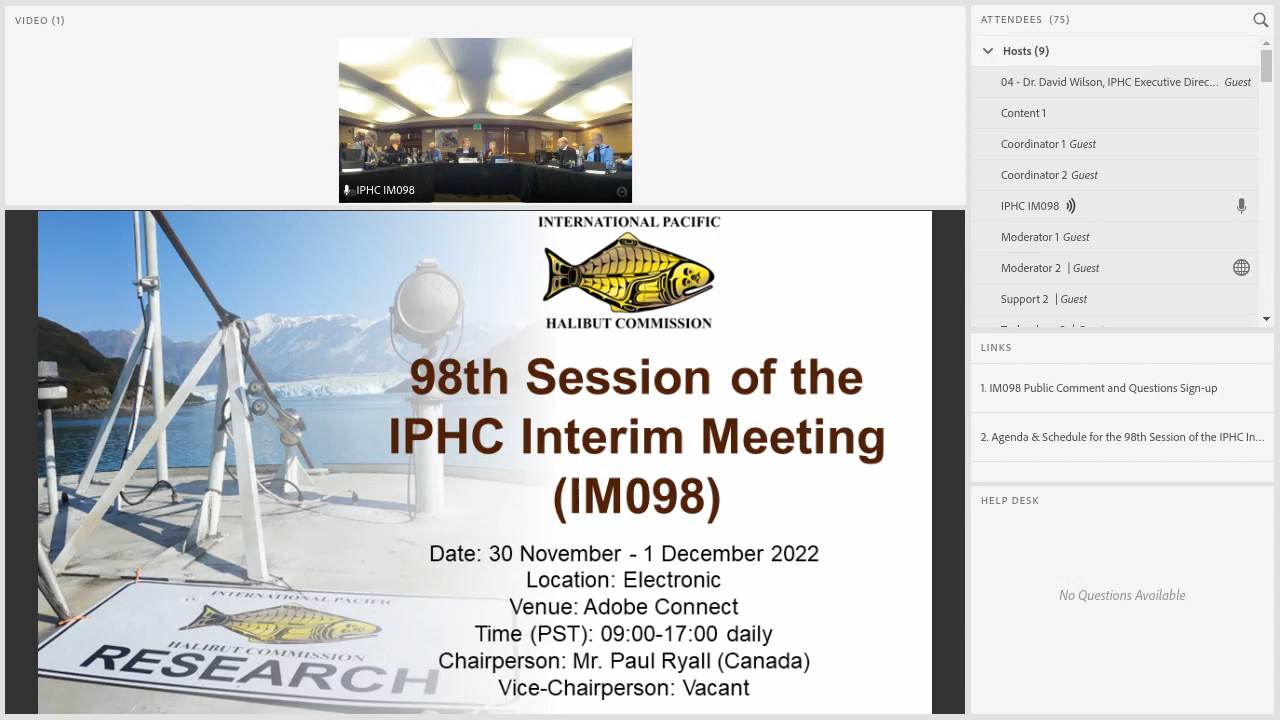 VIDEO (1)
IPHC IM098
INTERNATIONAL PACIFIC
HALIBUT COMMISSION
98th Session of the
IPHC Interim Meeting
(IM098)
Date: 30 November - 1 December 2022
Location: Electronic
Venue: Adobe Connect
Time (PST): 09:00-17:00 daily
Chairperson: Mr. Paul Ryall (Canada)
Vice-Chairperson: Vacant
INTERNATIONAL PACIFIC
HALIBUT COMMISSION
RESEARCH
ATTENDEES (75)
Hosts (9)
04 - Dr. David Wilson, IPHC Executive Direc... Guest
Content 1
Coordinator 1 Guest
Coordinator 2 Guest
IPHC IM098
Moderator 1 Guest
Moderator 2 | Guest
Support 2 | Guest
LINKS
1. IM098 Public Comment and Questions Sign-up
2. Agenda & Schedule for the 98th Session of the IPHC In...
HELP DESK
No Questions Available